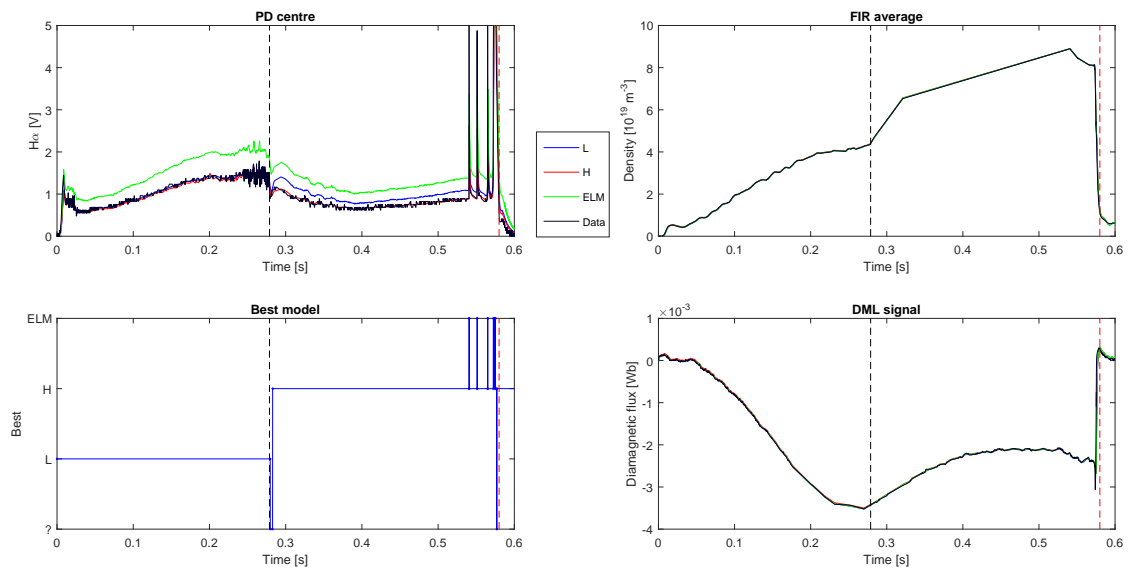 PD centre
5
4
3
2
1
0
Hα [V]
0 0.1 0.2 0.3 0.4 0.5 0.6
Time [s]
L
H
ELM
Data
FIR average
10
8
6
4
2
0
Density [10^19 m^-3]
0 0.1 0.2 0.3 0.4 0.5 0.6
Time [s]
Best model
ELM
H
L
?
Best
0 0.1 0.2 0.3 0.4 0.5 0.6
Time [s]
DML signal
×10^-3
1
0
-1
-2
-3
-4
Diamagnetic flux [Wb]
0 0.1 0.2 0.3 0.4 0.5 0.6
Time [s]